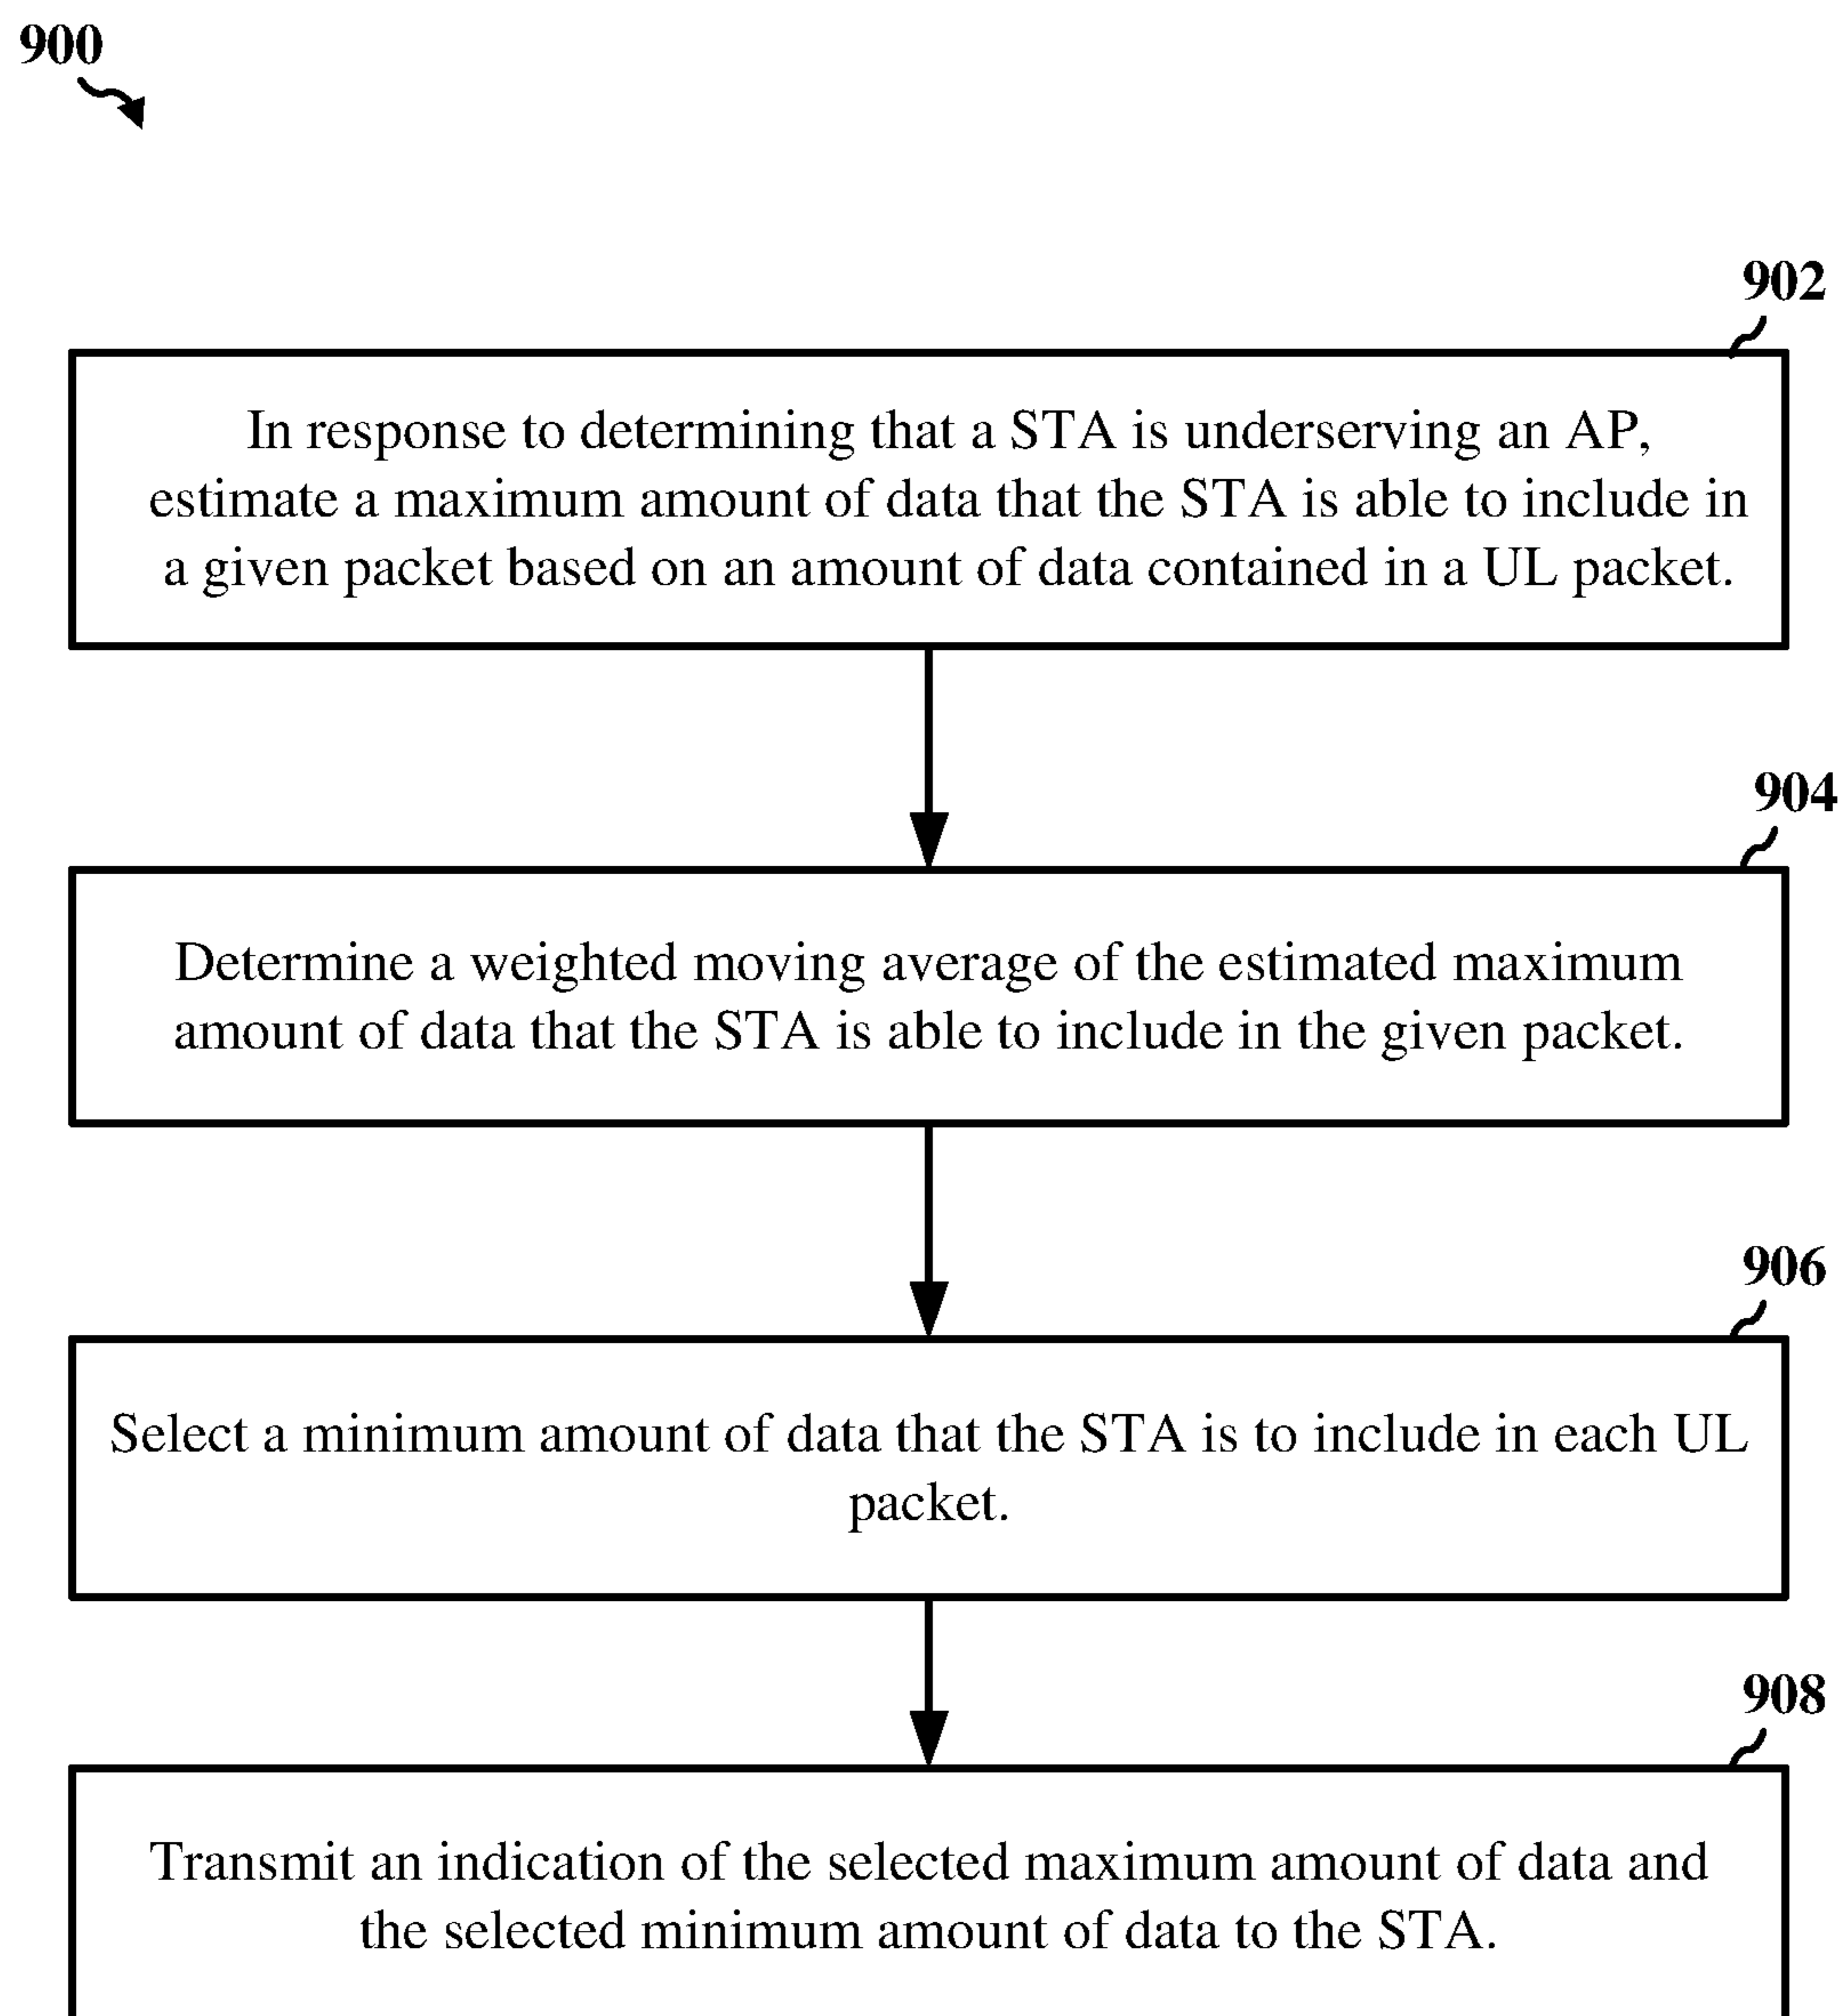 900
902
In response to determining that a STA is underserving an AP,
estimate a maximum amount of data that the STA is able to include in
a given packet based on an amount of data contained in a UL packet.
904
Determine a weighted moving average of the estimated maximum
amount of data that the STA is able to include in the given packet.
906
Select a minimum amount of data that the STA is to include in each UL
packet.
908
Transmit an indication of the selected maximum amount of data and
the selected minimum amount of data to the STA.